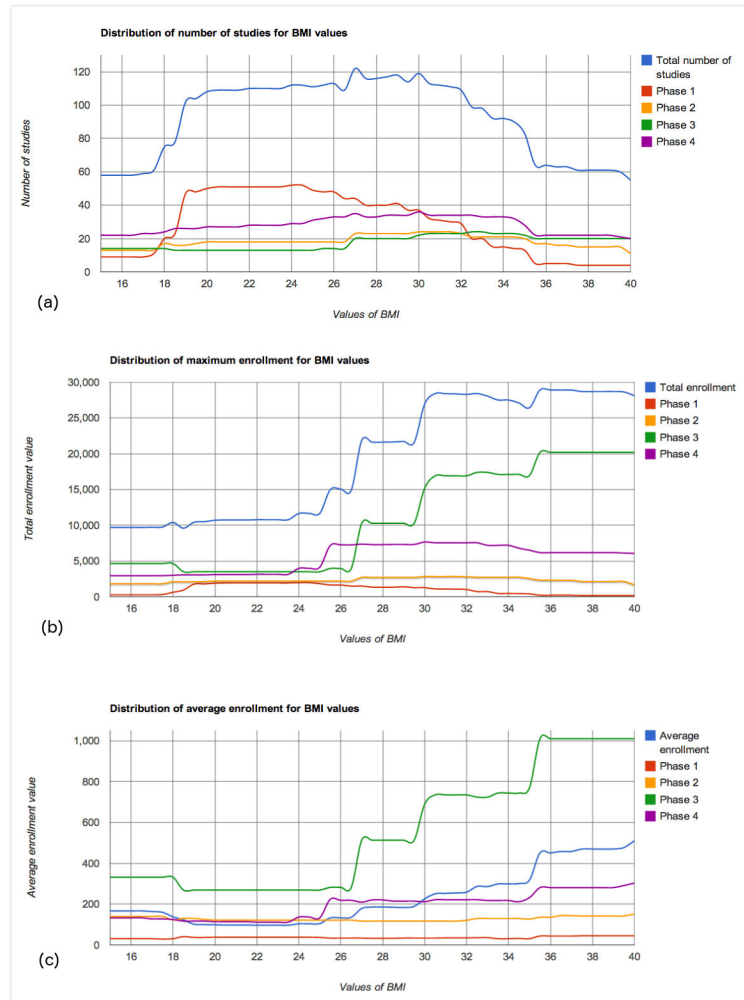 Distribution of number of studies for BMI values
Number of studies
120
100
80
60
40
20
0
16 18 20 22 24 26 28 30 32 34 36 38 40
Values of BMI
Total number of
studies
Phase 1
Phase 2
Phase 3
Phase 4
(a)
Distribution of maximum enrollment for BMI values
Total enrollment value
30,000
25,000
20,000
15,000
10,000
5,000
0
16 18 20 22 24 26 28 30 32 34 36 38 40
Values of BMI
Total enrollment
Phase 1
Phase 2
Phase 3
Phase 4
(b)
Distribution of average enrollment for BMI values
Average enrollment value
1,000
800
600
400
200
0
16 18 20 22 24 26 28 30 32 34 36 38 40
Values of BMI
Average
enrollment
Phase 1
Phase 2
Phase 3
Phase 4
(c)